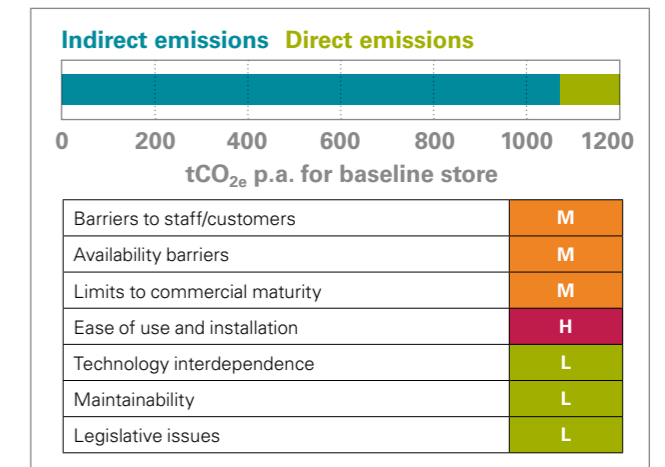 Indirect emissions Direct emissions
0 200 400 600 800 1000 1200
tCO2e p.a. for baseline store
Barriers to staff/customers M
Availability barriers M
Limits to commercial maturity M
Ease of use and installation H
Technology interdependence L
Maintainability L
Legislative issues L